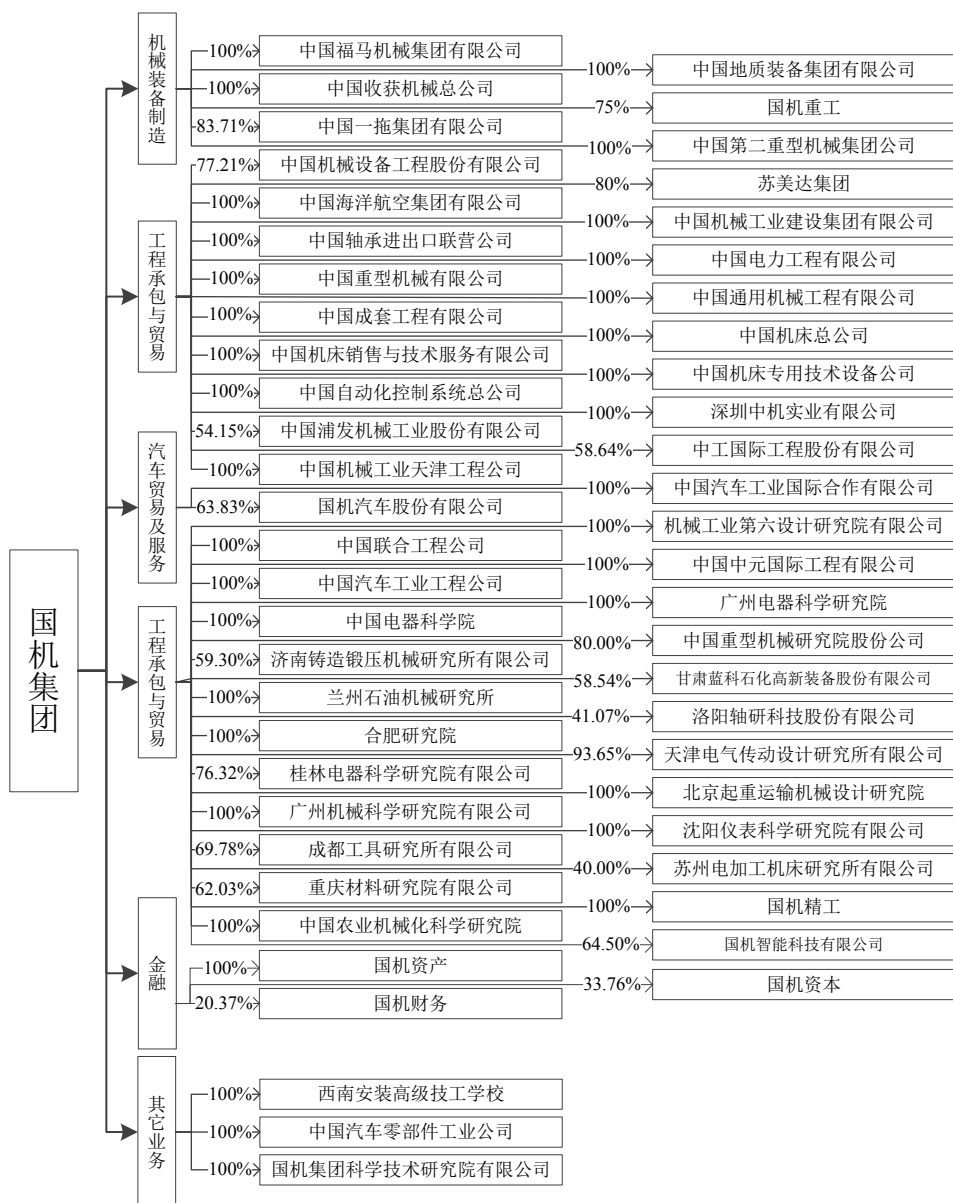 国机集团
机械装备制造
100%
中国福马机械集团有限公司
100%
中国地质装备集团有限公司
100%
中国收获机械总公司
75%
国机重工
83.71%
中国一拖集团有限公司
100%
中国第二重型机械集团公司
工程承包与贸易
77.21%
中国机械设备工程股份有限公司
80%
苏美达集团
100%
中国海洋航空集团有限公司
100%
中国机械工业建设集团有限公司
100%
中国轴承进出口联营公司
100%
中国电力工程有限公司
100%
中国重型机械有限公司
100%
中国通用机械工程有限公司
100%
中国成套工程有限公司
100%
中国机床总公司
100%
中国机床销售与技术服务有限公司
100%
中国机床专用技术设备公司
100%
中国自动化控制系统总公司
100%
深圳中机实业有限公司
54.15%
中国浦发机械工业股份有限公司
58.64%
中工国际工程股份有限公司
100%
中国机械工业天津工程公司
汽车贸易及服务
100%
中国汽车工业国际合作有限公司
63.83%
国机汽车股份有限公司
工程承包与贸易
100%
机械工业第六设计研究院有限公司
100%
中国联合工程公司
100%
中国中元国际工程有限公司
100%
中国汽车工业工程公司
100%
广州电器科学研究院
100%
中国电器科学院
80.00%
中国重型机械研究院股份公司
59.30%
济南铸造锻压机械研究所有限公司
58.54%
甘肃蓝科石化高新装备股份有限公司
100%
兰州石油机械研究所
41.07%
洛阳轴研科技股份有限公司
100%
合肥研究院
93.65%
天津电气传动设计研究所有限公司
76.32%
桂林电器科学研究院有限公司
100%
北京起重运输机械设计研究院
100%
广州机械科学研究院有限公司
100%
沈阳仪表科学研究院有限公司
69.78%
成都工具研究所有限公司
40.00%
苏州电加工机床研究所有限公司
62.03%
重庆材料研究院有限公司
100%
国机精工
100%
中国农业机械化科学研究院
64.50%
国机智能科技有限公司
金融
100%
国机资产
33.76%
国机资本
20.37%
国机财务
其它业务
100%
西南安装高级技工学校
100%
中国汽车零部件工业公司
100%
国机集团科学技术研究院有限公司